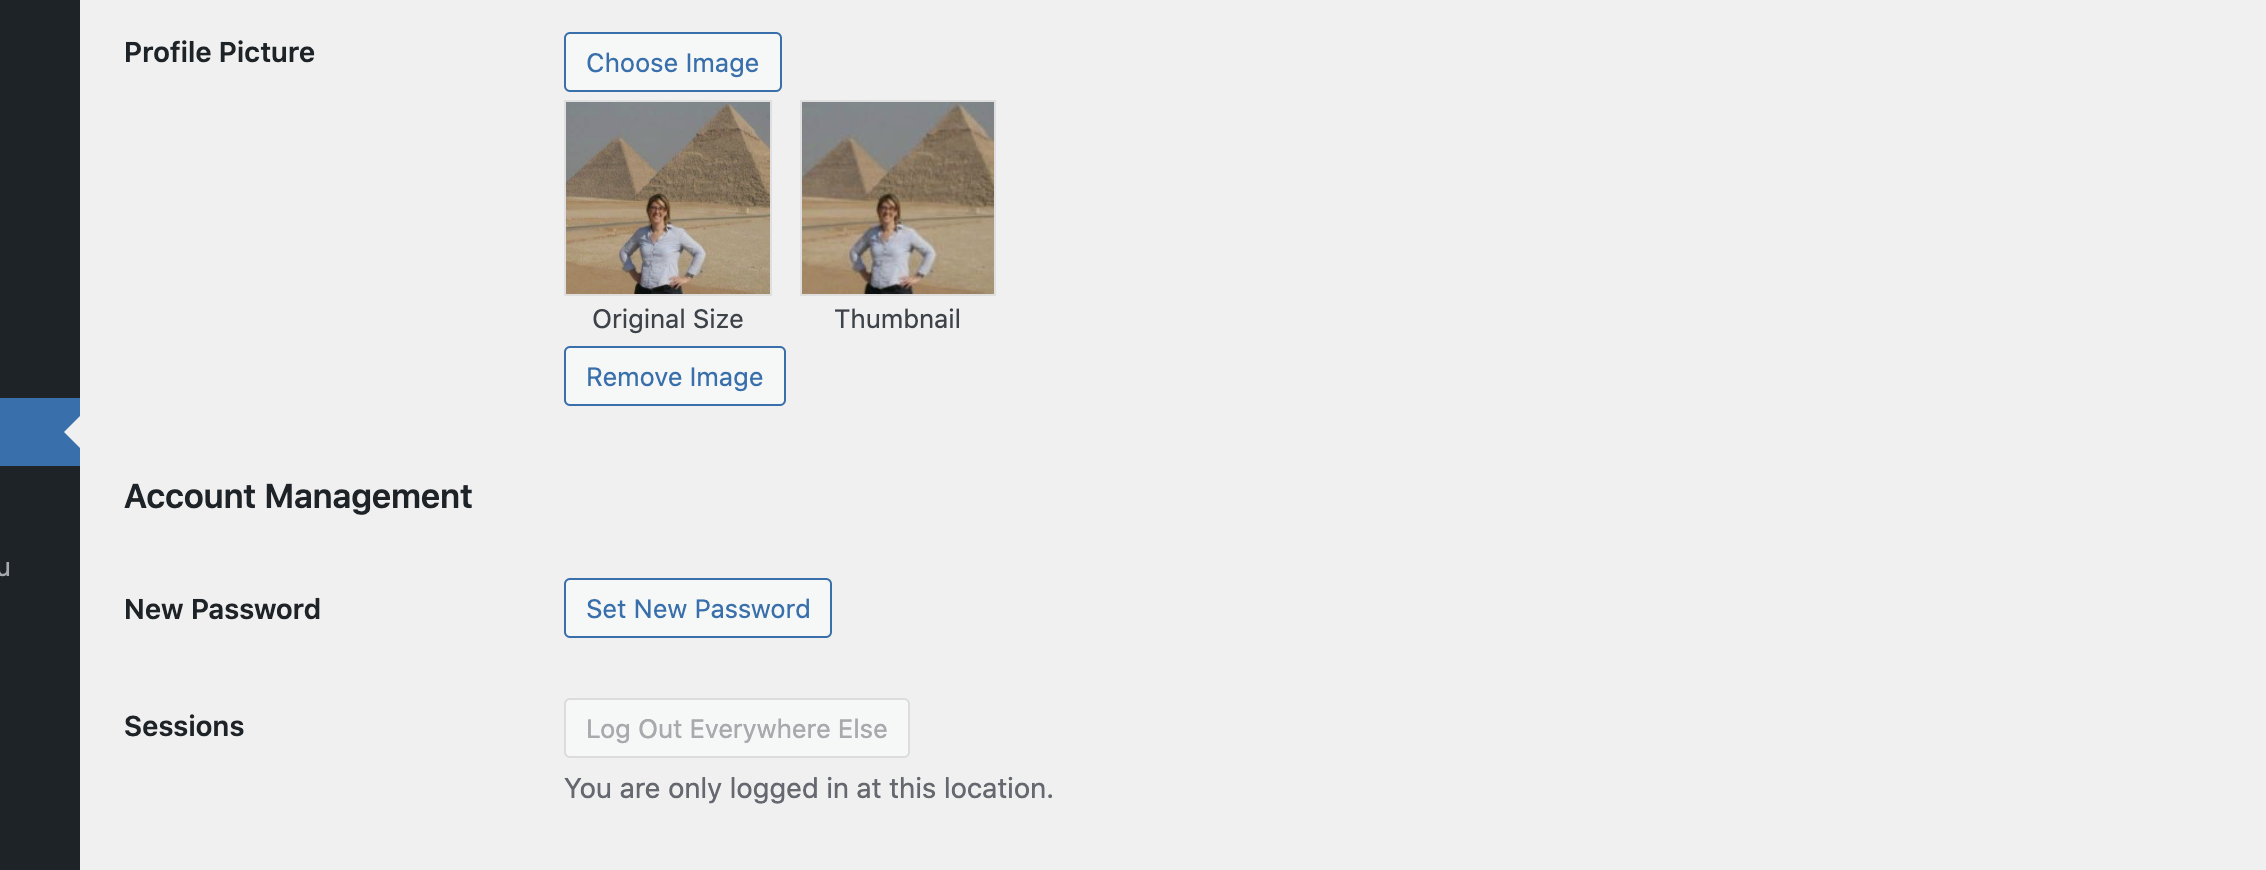 Profile Picture
Choose Image
Original Size
Thumbnail
Remove Image
Account Management
u
New Password
Set New Password
Sessions
Log Out Everywhere Else
You are only logged in at this location.